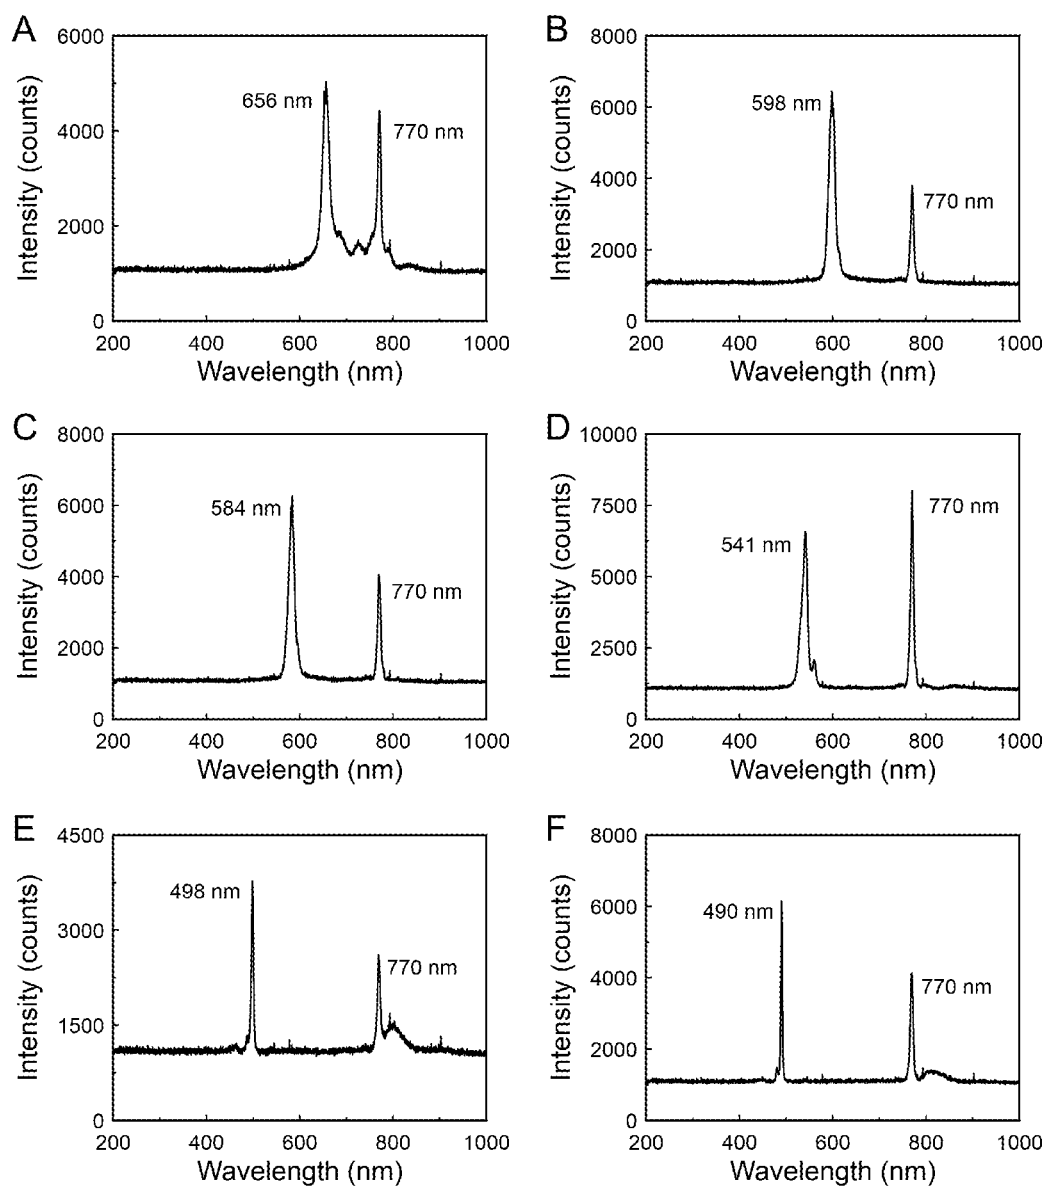 A
6000
4000
2000
0
Intensity (counts)
656 nm
770 nm
200 400 600 800 1000
Wavelength (nm)
B
8000
6000
4000
2000
0
Intensity (counts)
598 nm
770 nm
200 400 600 800 1000
Wavelength (nm)
C
8000
6000
4000
2000
0
Intensity (counts)
584 nm
770 nm
200 400 600 800 1000
Wavelength (nm)
D
10000
7500
5000
2500
0
Intensity (counts)
541 nm
770 nm
200 400 600 800 1000
Wavelength (nm)
E
4500
3000
1500
0
Intensity (counts)
498 nm
770 nm
200 400 600 800 1000
Wavelength (nm)
F
8000
6000
4000
2000
0
Intensity (counts)
490 nm
770 nm
200 400 600 800 1000
Wavelength (nm)